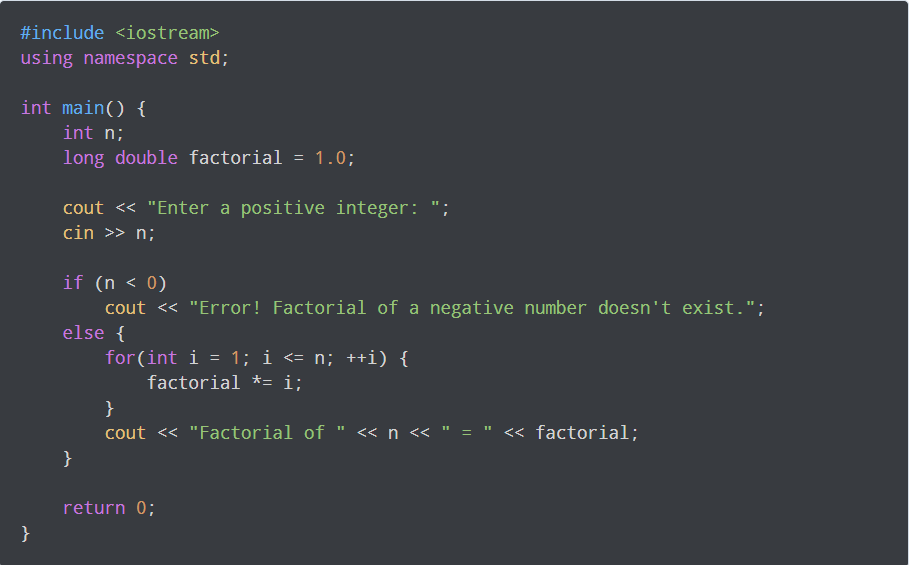 #include <iostream>
using namespace std;

int main() {
    int n;
    long double factorial = 1.0;

    cout << "Enter a positive integer: ";
    cin >> n;

    if (n < 0)
        cout << "Error! Factorial of a negative number doesn't exist.";
    else {
        for(int i = 1; i <= n; ++i) {
            factorial *= i;
        }
        cout << "Factorial of " << n << " = " << factorial;
    }

    return 0;
}